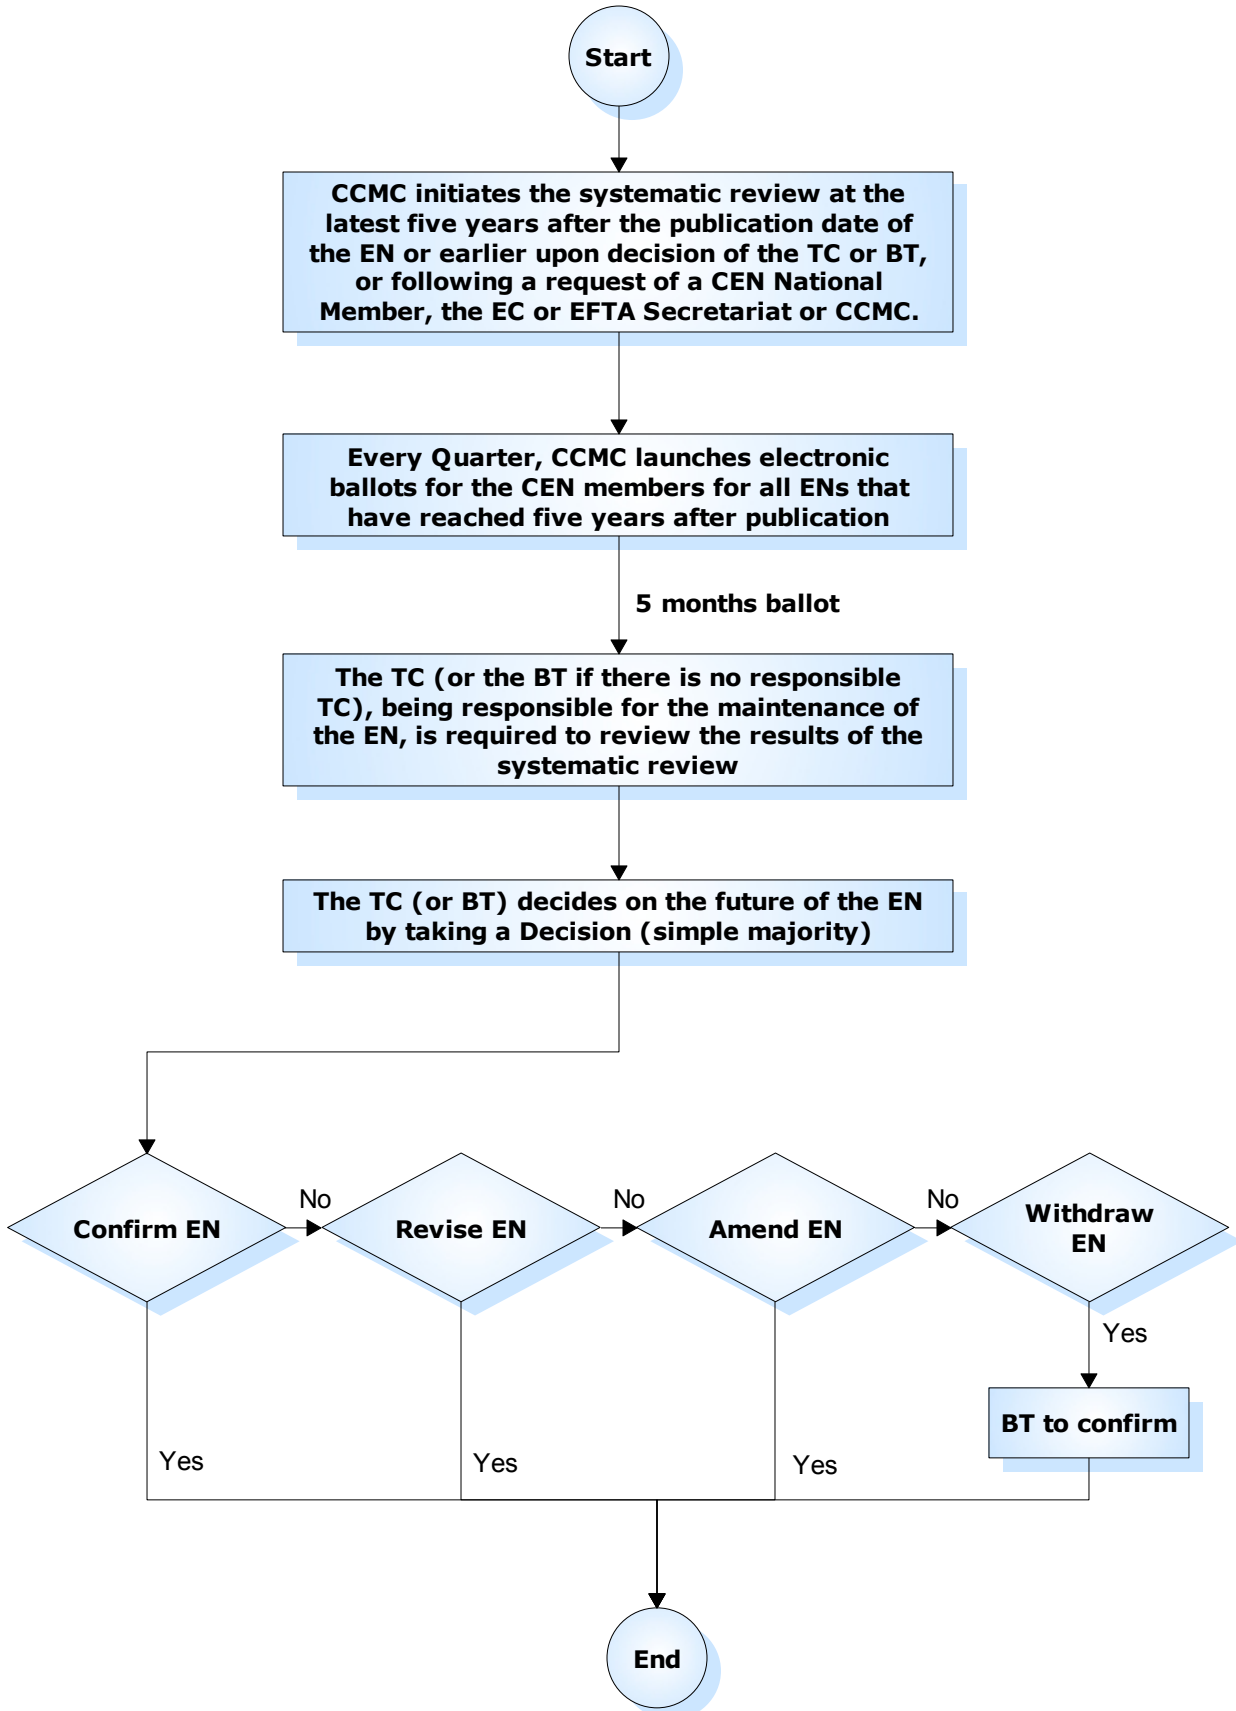 Start
CCMC initiates the systematic review at the
latest five years after the publication date of
the EN or earlier upon decision of the TC or BT,
or following a request of a CEN National
Member, the EC or EFTA Secretariat or CCMC.
Every Quarter, CCMC launches electronic
ballots for the CEN members for all ENs that
have reached five years after publication
5 months ballot
The TC (or the BT if there is no responsible
TC), being responsible for the maintenance of
the EN, is required to review the results of the
systematic review
The TC (or BT) decides on the future of the EN
by taking a Decision (simple majority)
Confirm EN
No
Revise EN
No
Amend EN
No
Withdraw
EN
Yes
BT to confirm
Yes
Yes
Yes
End